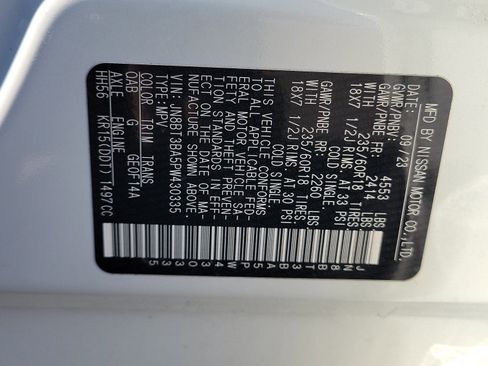 MFD.BY NISSAN MOTOR CO.,LTD.
DATE: 09/23
GVWR/PNBV: 4553 LBS
GAWR/PNBE FR: 2414 LBS
235/60R18 TIRES
18X7 1/2J RIMS, AT 33 PSI
COLD SINGLE.
GAWR/PNBE RR: 2260 LBS
235/60R18 TIRES
18X7 1/2J RIMS, AT 30 PSI
COLD SINGLE.
THIS VEHICLE CONFORMS
TO ALL APPLICABLE FED-
ERAL MOTOR VEHICLE SA-
FETY AND THEFT PREVEN-
TION STANDARDS IN EFF-
ECT ON THE DATE OF MA-
NUFACTURE SHOWN ABOVE.
VIN: JN8BT3BA5PW430335
TYPE: MPV
COLOR TRIM TRANS
QAB G GE0F14A
AXLE ENGINE
HH56 KR15(DDT) 1497CC
JN8BT3BA5PW430335